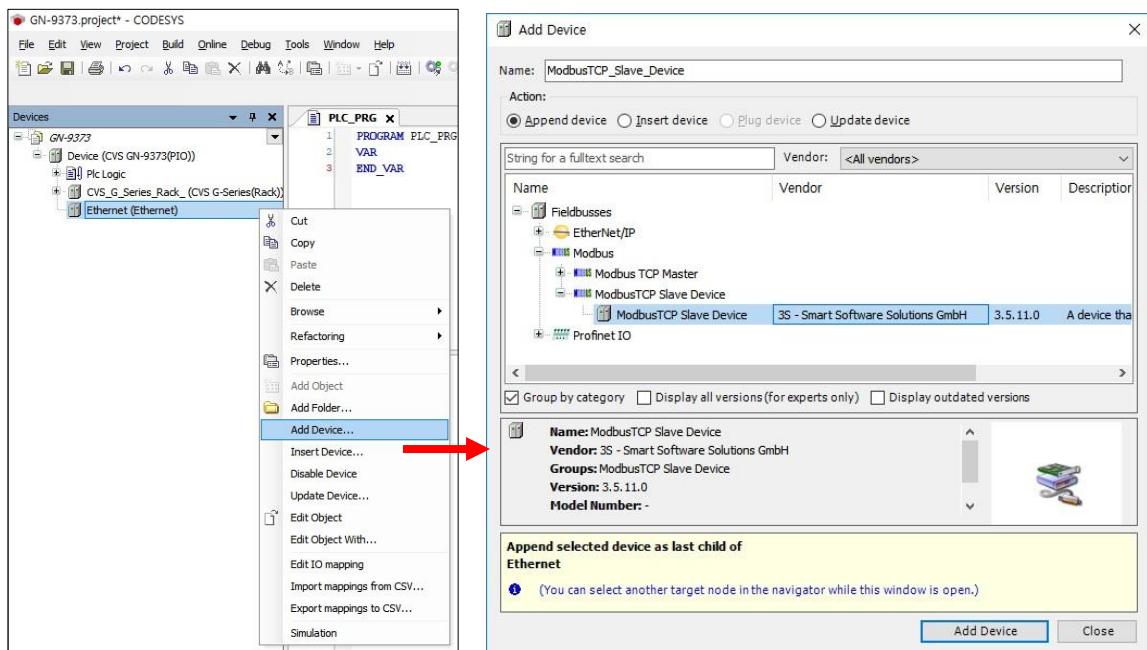 GN-9373.project* - CODESYS
File Edit View Project Build Online Debug Tools Window Help
Devices
GN-9373
Device (CVS GN-9373(PIO))
Plc Logic
CVS_G_Series_Rack_ (CVS G-Series(Rack))
Ethernet (Ethernet)
PLC_PRG
1 PROGRAM PLC_PRG
2 VAR
3 END_VAR
Cut
Copy
Paste
Delete
Browse
Refactoring
Properties...
Add Object
Add Folder...
Add Device...
Insert Device...
Disable Device
Update Device...
Edit Object
Edit Object With...
Edit IO mapping
Import mappings from CSV...
Export mappings to CSV...
Simulation
Add Device
Name: ModbusTCP_Slave_Device
Action:
Append device Insert device Plug device Update device
String for a fulltext search Vendor: <All vendors>
Name Vendor Version Description
Fieldbusses
EtherNet/IP
Modbus
Modbus TCP Master
ModbusTCP Slave Device
ModbusTCP Slave Device 3S - Smart Software Solutions GmbH 3.5.11.0 A device tha
Profinet IO
Group by category Display all versions (for experts only) Display outdated versions
Name: ModbusTCP Slave Device
Vendor: 3S - Smart Software Solutions GmbH
Groups: ModbusTCP Slave Device
Version: 3.5.11.0
Model Number: -
Append selected device as last child of
Ethernet
(You can select another target node in the navigator while this window is open.)
Add Device Close